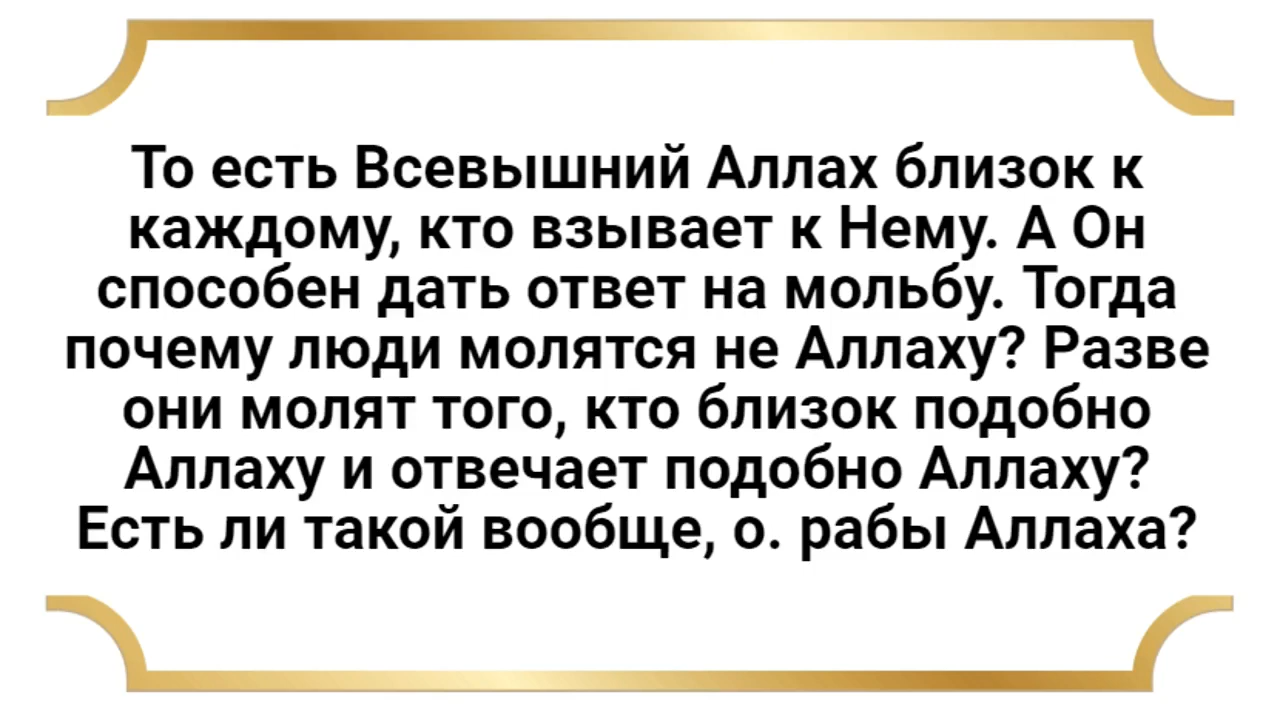 То есть Всевышний Аллах близок к
каждому, кто взывает к Нему. А Он
способен дать ответ на мольбу. Тогда
почему люди молятся не Аллаху? Разве
они молят того, кто близок подобно
Аллаху и отвечает подобно Аллаху?
Есть ли такой вообще, о. рабы Аллаха?